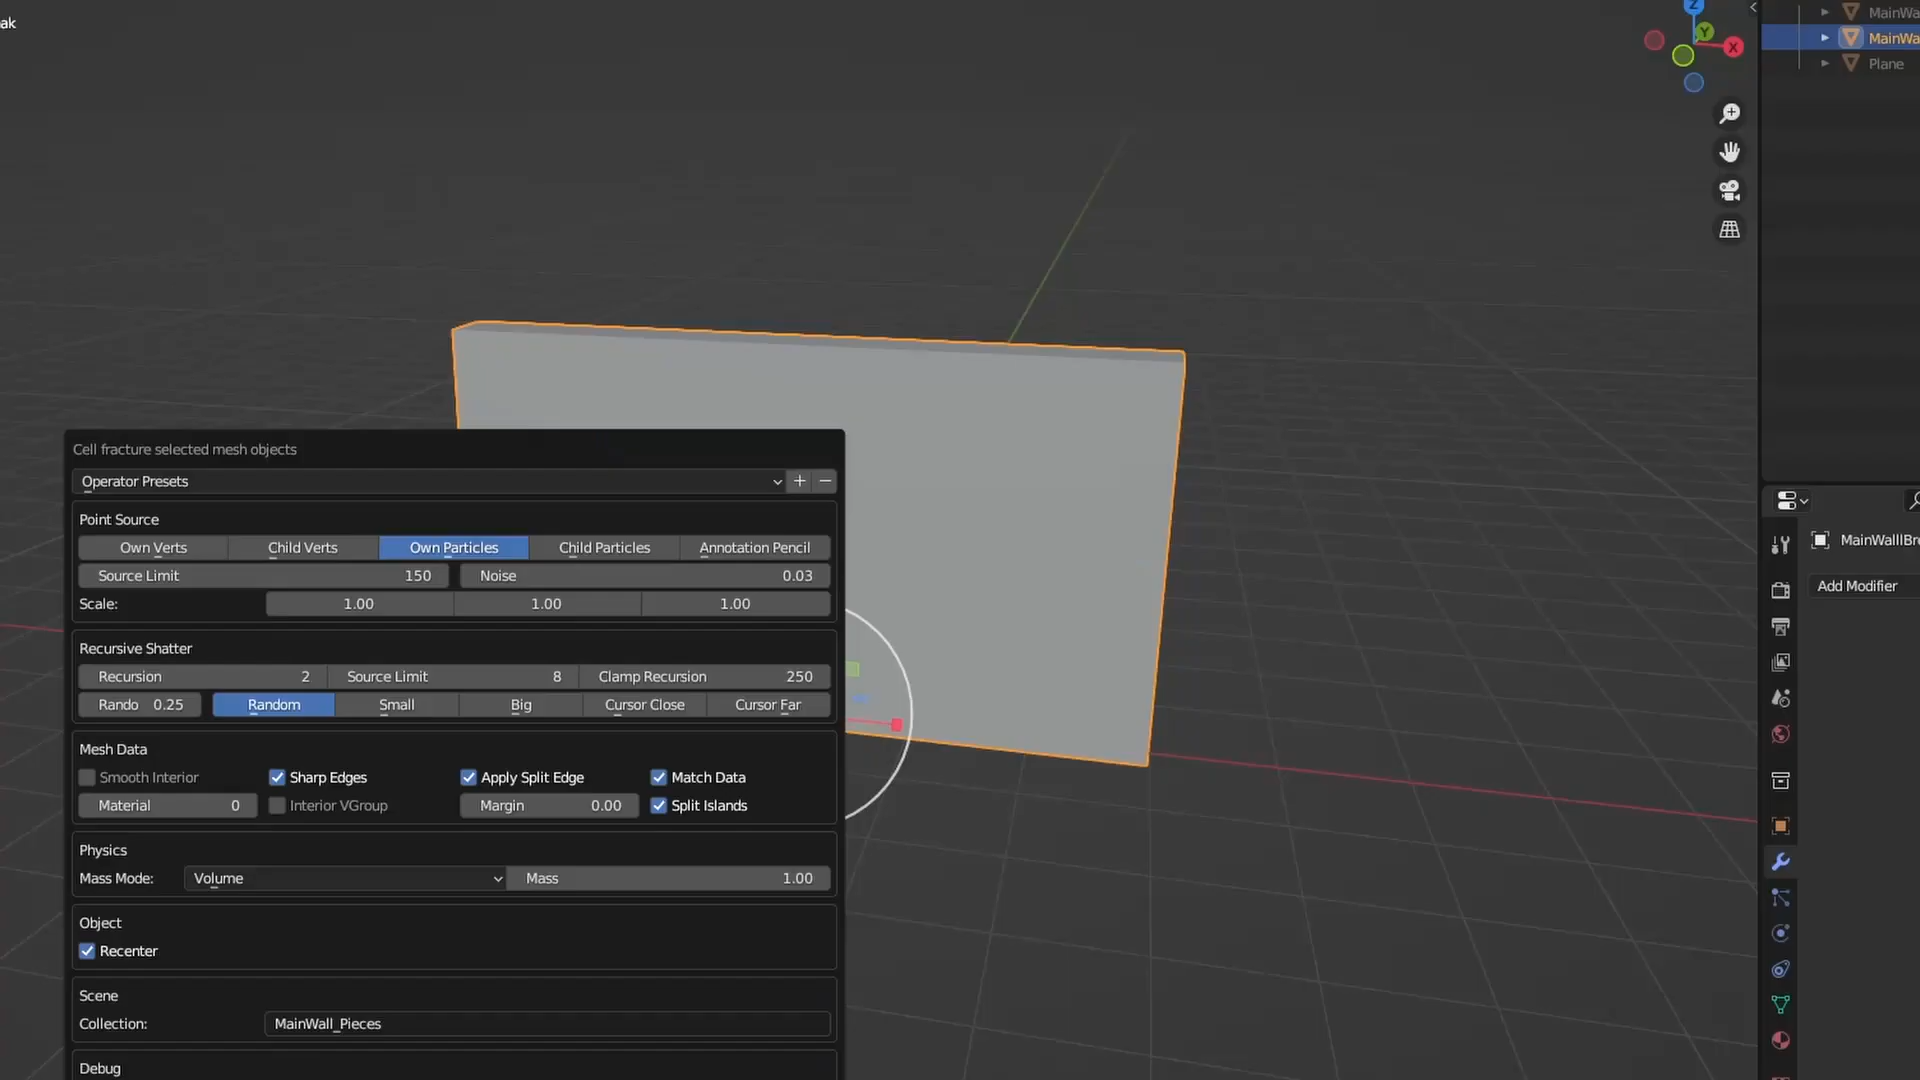 ak
Z
Y
X
MainWa
MainWa
Plane
Cell fracture selected mesh objects
Operator Presets
Point Source
Own Verts Child Verts Own Particles Child Particles Annotation Pencil
Source Limit 150 Noise 0.03
Scale: 1.00 1.00 1.00
Recursive Shatter
Recursion 2 Source Limit 8 Clamp Recursion 250
Rando 0.25 Random Small Big Cursor Close Cursor Far
Mesh Data
Smooth Interior Sharp Edges Apply Split Edge Match Data
Material 0 Interior VGroup Margin 0.00 Split Islands
Physics
Mass Mode: Volume Mass 1.00
Object
Recenter
Scene
Collection: MainWall_Pieces
Debug
MainWallBre
Add Modifier